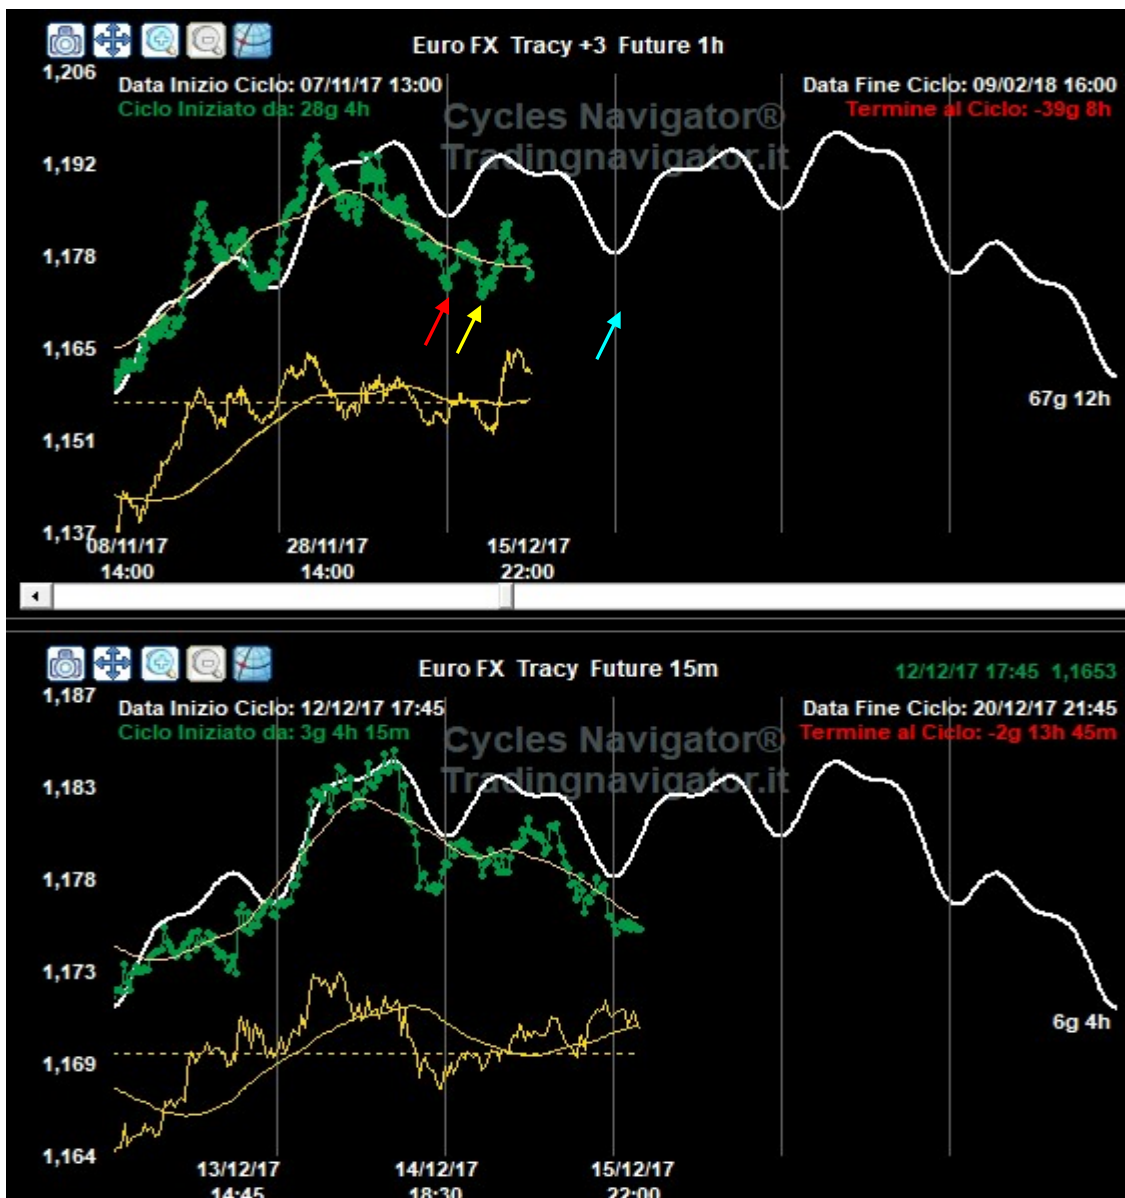 Euro FX Tracy +3 Future 1h
1,206
Data Inizio Ciclo: 07/11/17 13:00
Data Fine Ciclo: 09/02/18 16:00
Ciclo Iniziato da: 28g 4h
Termine al Ciclo: -39g 8h
Cycles Navigator®
Tradingnavigator.it
1,192
1,178
1,165
67g 12h
1,151
1,137
08/11/17
14:00
28/11/17
14:00
15/12/17
22:00
Euro FX Tracy Future 15m
12/12/17 17:45 1,1653
1,187
Data Inizio Ciclo: 12/12/17 17:45
Data Fine Ciclo: 20/12/17 21:45
Ciclo Iniziato da: 3g 4h 15m
Termine al Ciclo: -2g 13h 45m
Cycles Navigator®
Tradingnavigator.it
1,183
1,178
1,173
6g 4h
1,169
1,164
13/12/17
14:45
14/12/17
18:30
15/12/17
22:00